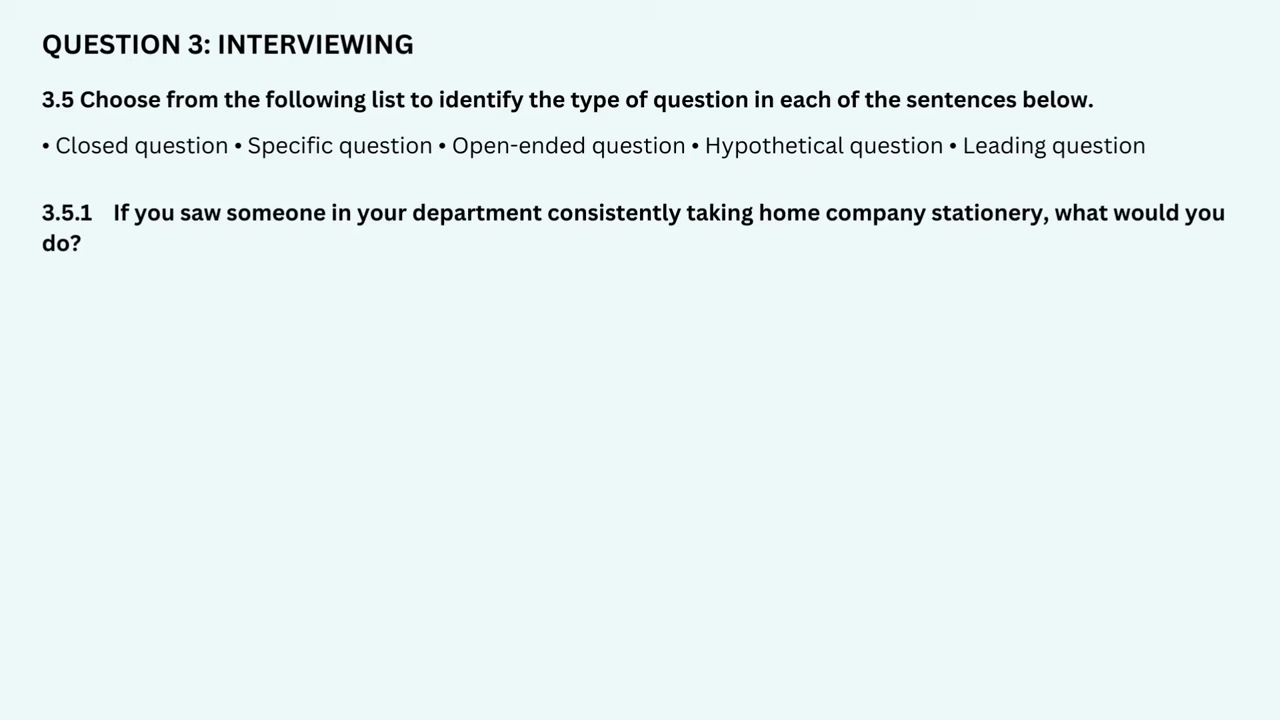 QUESTION 3: INTERVIEWING
3.5 Choose from the following list to identify the type of question in each of the sentences below.
• Closed question • Specific question • Open-ended question • Hypothetical question • Leading question
3.5.1 If you saw someone in your department consistently taking home company stationery, what would you
do?